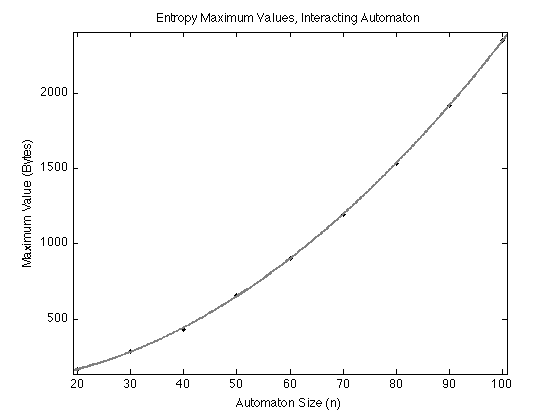 Entropy Maximum Values, Interacting Automaton
Maximum Value (Bytes)
2000
1500
1000
500
20 30 40 50 60 70 80 90 100
Automaton Size (n)